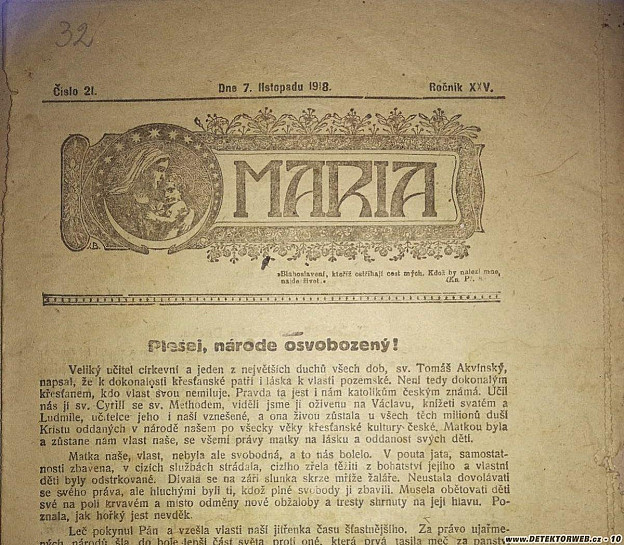 32
Číslo 21. Dne 7. listopadu 1918. Ročník XXV.
MARIA
B.
»Blahoslavení, kteříž ostříhají cest mých. Kdož by nalezl mne,
najde život.« (Kn. Př. 8.
Plesej, národe osvobozený!
Veliký učitel církevní a jeden z největších duchů všech dob, sv. Tomáš Akvinský,
napsal, že k dokonalosti křesťanské patří i láska k vlasti pozemské. Není tedy dokonalým
křesťanem, kdo vlast svou nemiluje. Pravda ta jest i nám katolíkům českým známá. Učil
nás jí sv. Cyrill se sv. Methodem, viděli jsme ji oživenu na Václavu, knížeti svatém a
Ludmile, učitelce jeho i naší vznešené, a ona živou zůstala u všech těch milionů duší
Kristu oddaných v národě našem po všecky věky křesťanské kultury české. Matkou byla
a zůstane nám vlast naše, se všemi právy matky na lásku a oddanost svých dětí.
Matka naše, vlast, nebyla ale svobodná, a to nás bolelo. V pouta jata, samostat-
nosti zbavena, v cizích službách strádala, cizího zřela těžiti z bohatství jejího a vlastní
děti byly odstrkované. Dívala se na záři slunka skrze mříže žaláře. Neustala dovolávati
se svého práva, ale hluchými byli ti, kdož plné svobody ji zbavili. Musela obětovati děti
své na poli krvavém a místo odměny nové obžaloby a tresty shrnuty na její hlavu. Po-
znala, jak hořký jest nevděk.
Leč pokynul Pán a vzešla vlasti naší jitřenka času šťastnějšího. Za právo ujařme-
ných národů šla do boje lepší část světa proti oné, která prvá tasila meč za panstv
www.DETEKTORWEB.cz - 10